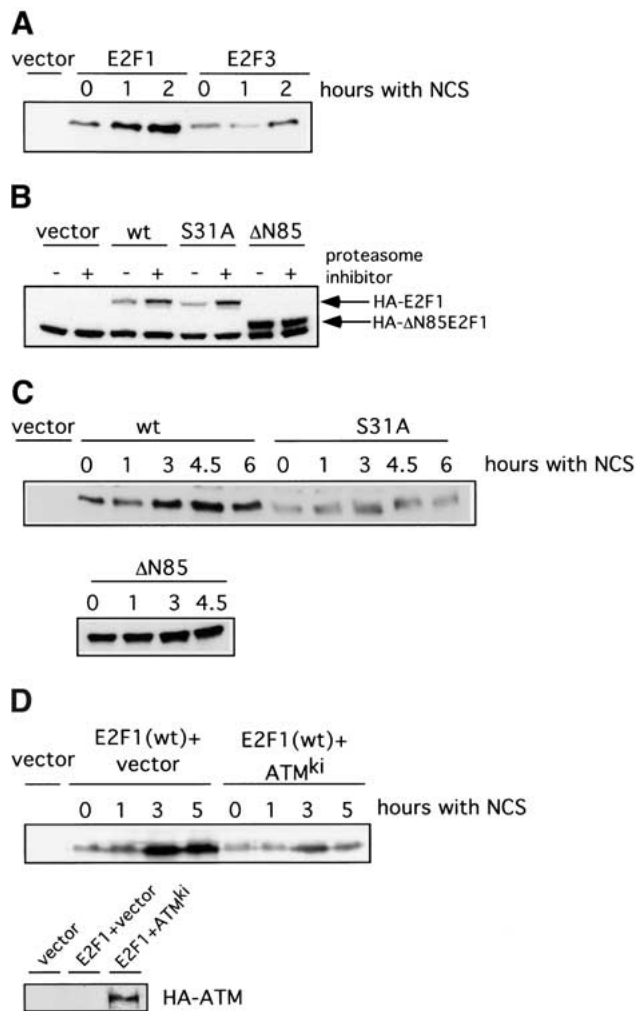 A
vector E2F1 E2F3
0 1 2 0 1 2 hours with NCS
B
vector wt S31A ΔN85
- + - + - + - + proteasome
inhibitor
HA-E2F1
HA-ΔN85E2F1
C
vector wt S31A
0 1 3 4.5 6 0 1 3 4.5 6 hours with NCS
ΔN85
0 1 3 4.5
D
vector E2F1(wt)+ E2F1(wt)+
vector ATMki
0 1 3 5 0 1 3 5 hours with NCS
vector
E2F1+vector
E2F1+ATMki
HA-ATM